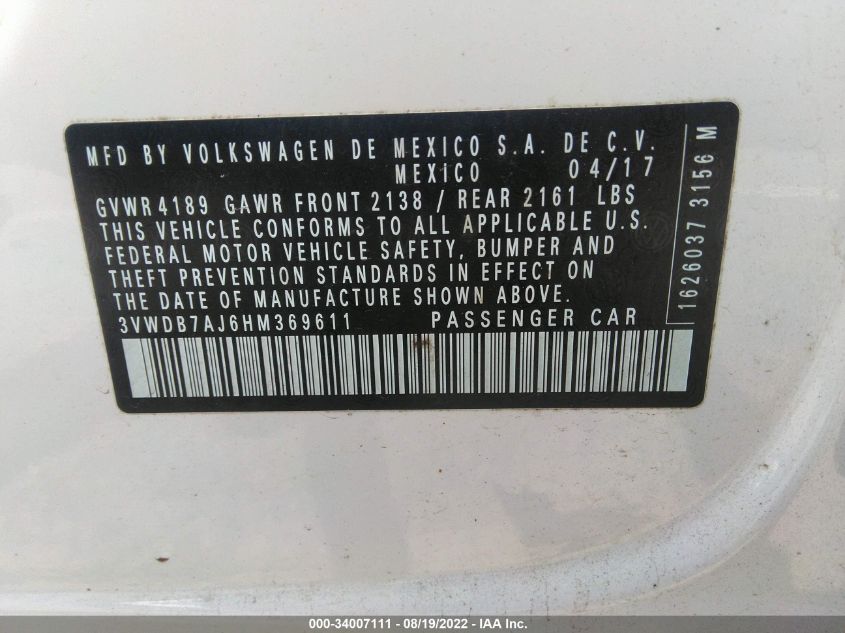 MFD BY VOLKSWAGEN DE MEXICO S.A. DE C.V.
MEXICO 04/17
GVWR 4189 GAWR FRONT 2138 / REAR 2161 LBS
THIS VEHICLE CONFORMS TO ALL APPLICABLE U.S.
FEDERAL MOTOR VEHICLE SAFETY, BUMPER AND
THEFT PREVENTION STANDARDS IN EFFECT ON
THE DATE OF MANUFACTURE SHOWN ABOVE.
3VWDB7AJ6HM369611 PASSENGER CAR
1626037 3156 M
000-34007111 - 08/19/2022 - IAA Inc.